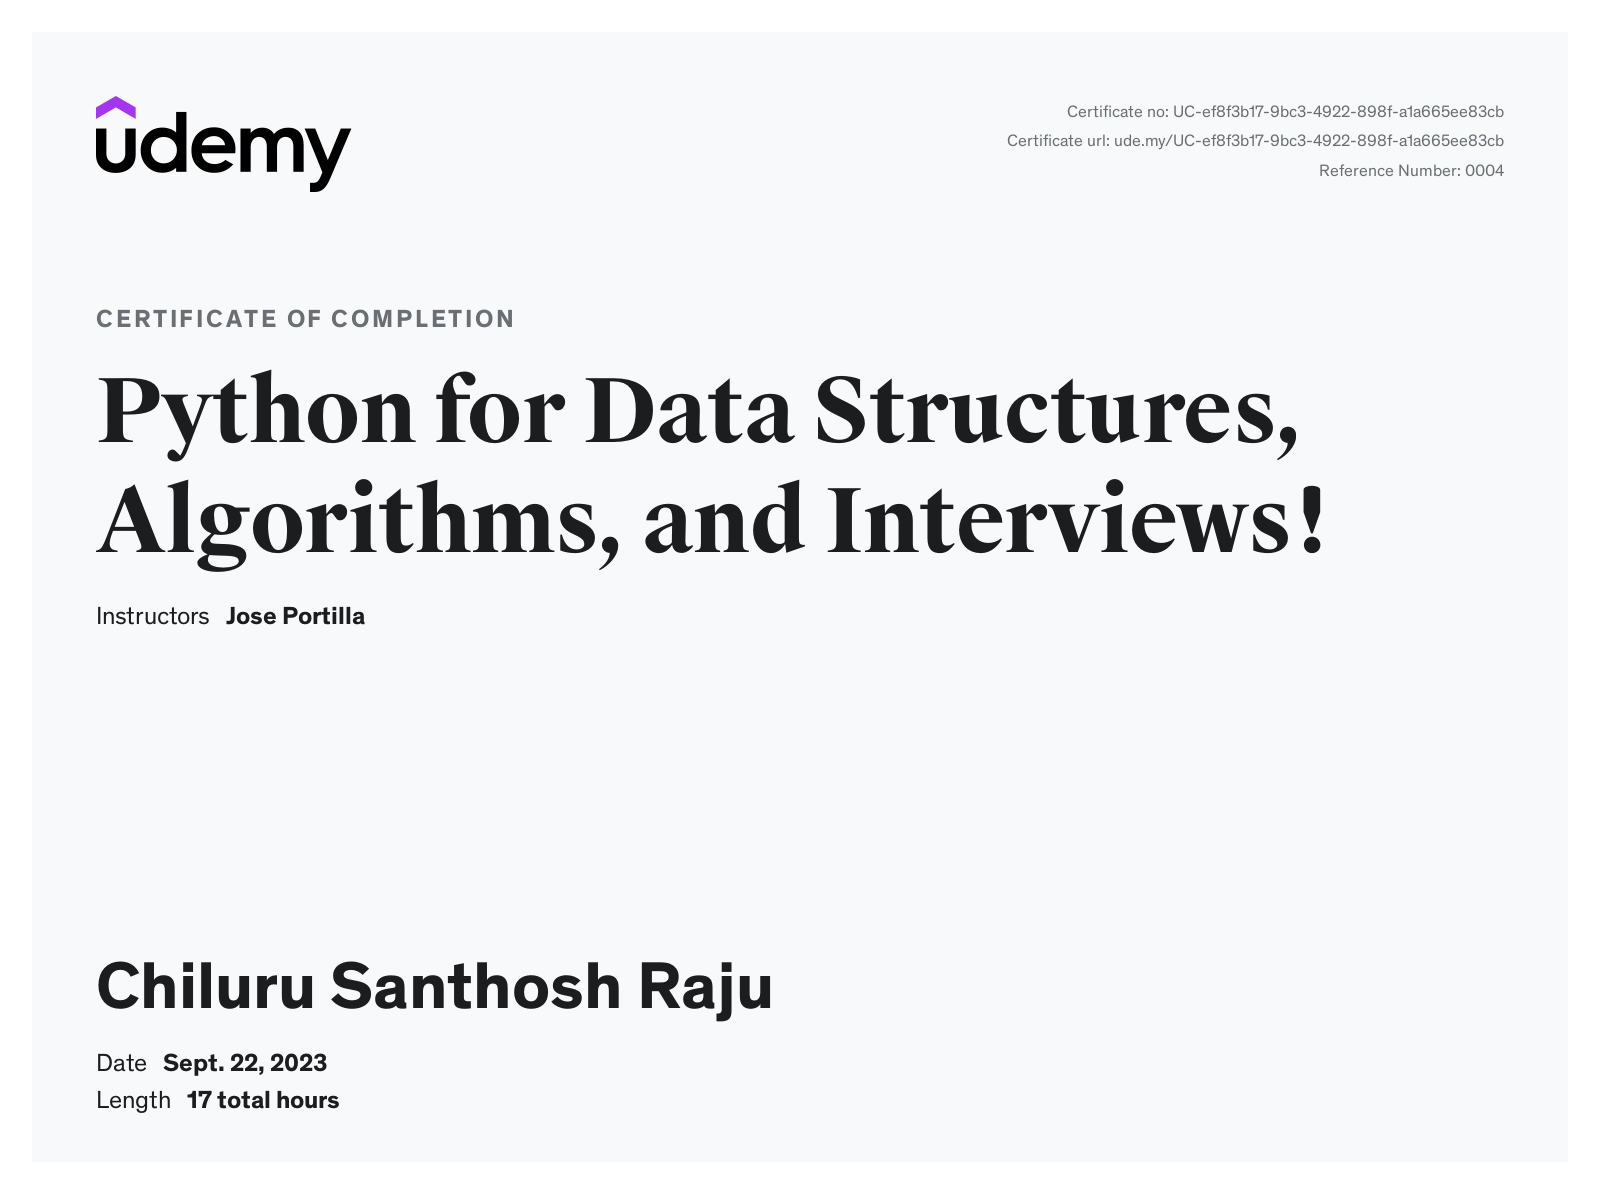 udemy
Certificate no: UC-ef8f3b17-9bc3-4922-898f-a1a665ee83cb
Certificate url: ude.my/UC-ef8f3b17-9bc3-4922-898f-a1a665ee83cb
Reference Number: 0004
CERTIFICATE OF COMPLETION
Python for Data Structures,
Algorithms, and Interviews!
Instructors Jose Portilla
Chiluru Santhosh Raju
Date Sept. 22, 2023
Length 17 total hours